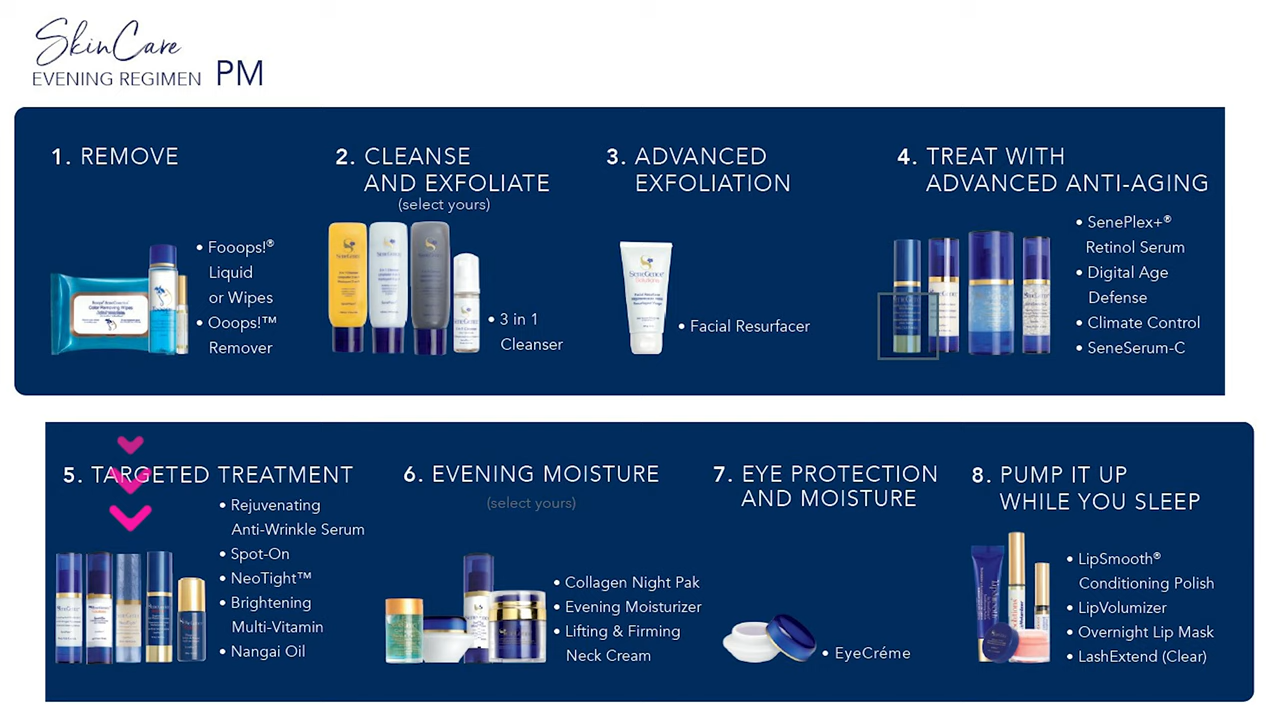 SkinCare
EVENING REGIMEN PM
1. REMOVE
• Fooops!®
Liquid
or Wipes
• Ooops!™
Remover
2. CLEANSE
AND EXFOLIATE
(select yours)
• 3 in 1
Cleanser
3. ADVANCED
EXFOLIATION
SeneGence
Solutions
Facial Resurfacer
• Facial Resurfacer
4. TREAT WITH
ADVANCED ANTI-AGING
• SenePlex+®
Retinol Serum
• Digital Age
Defense
• Climate Control
• SeneSerum-C
5. TARGETED TREATMENT
• Rejuvenating
Anti-Wrinkle Serum
• Spot-On
• NeoTight™
• Brightening
Multi-Vitamin
• Nangai Oil
6. EVENING MOISTURE
(select yours)
• Collagen Night Pak
• Evening Moisturizer
• Lifting & Firming
Neck Cream
7. EYE PROTECTION
AND MOISTURE
• EyeCréme
8. PUMP IT UP
WHILE YOU SLEEP
• LipSmooth®
Conditioning Polish
• LipVolumizer
• Overnight Lip Mask
• LashExtend (Clear)